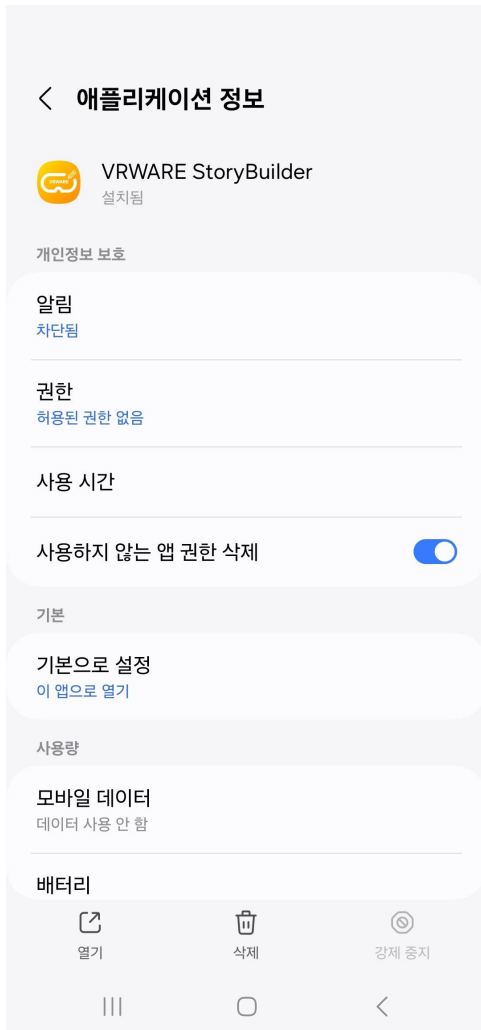 애플리케이션 정보
VRWARE
VRWARE StoryBuilder
설치됨
개인정보 보호
알림
차단됨
권한
허용된 권한 없음
사용 시간
사용하지 않는 앱 권한 삭제
기본
기본으로 설정
이 앱으로 열기
사용량
모바일 데이터
데이터 사용 안 함
배터리
열기
삭제
강제 중지